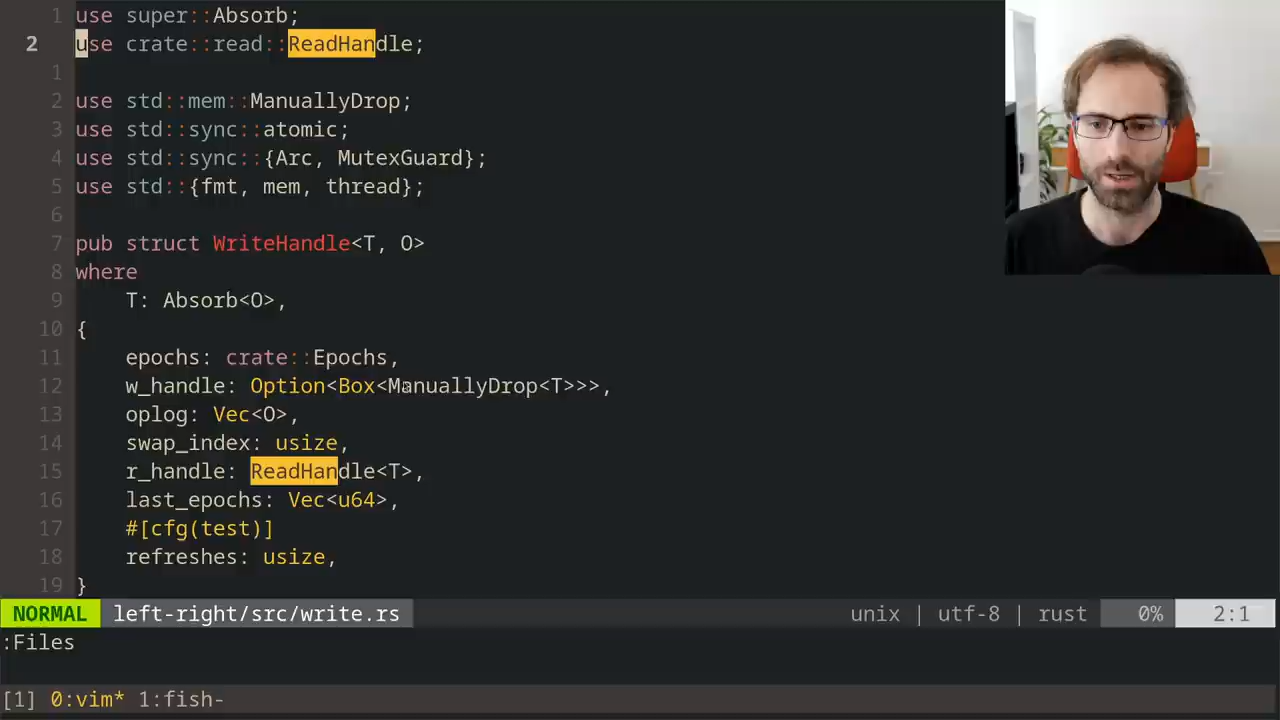 1 use super::Absorb;
2 use crate::read::ReadHandle;
1
2 use std::mem::ManuallyDrop;
3 use std::sync::atomic;
4 use std::sync::{Arc, MutexGuard};
5 use std::{fmt, mem, thread};
6
7 pub struct WriteHandle<T, O>
8 where
9     T: Absorb<O>,
10 {
11     epochs: crate::Epochs,
12     w_handle: Option<Box<ManuallyDrop<T>>>,
13     oplog: Vec<O>,
14     swap_index: usize,
15     r_handle: ReadHandle<T>,
16     last_epochs: Vec<u64>,
17     #[cfg(test)]
18     refreshes: usize,
19 }
NORMAL left-right/src/write.rs unix | utf-8 | rust 0% 2:1
:Files
[1] 0:vim* 1:fish-